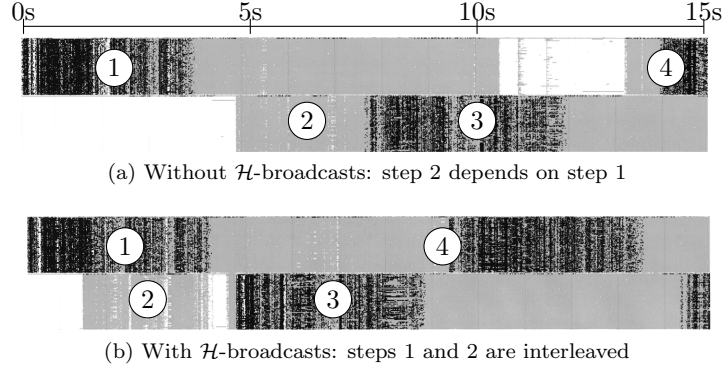 0s 5s 10s 15s
1 4
2 3
(a) Without ℋ-broadcasts: step 2 depends on step 1
1 4
2 3
(b) With ℋ-broadcasts: steps 1 and 2 are interleaved